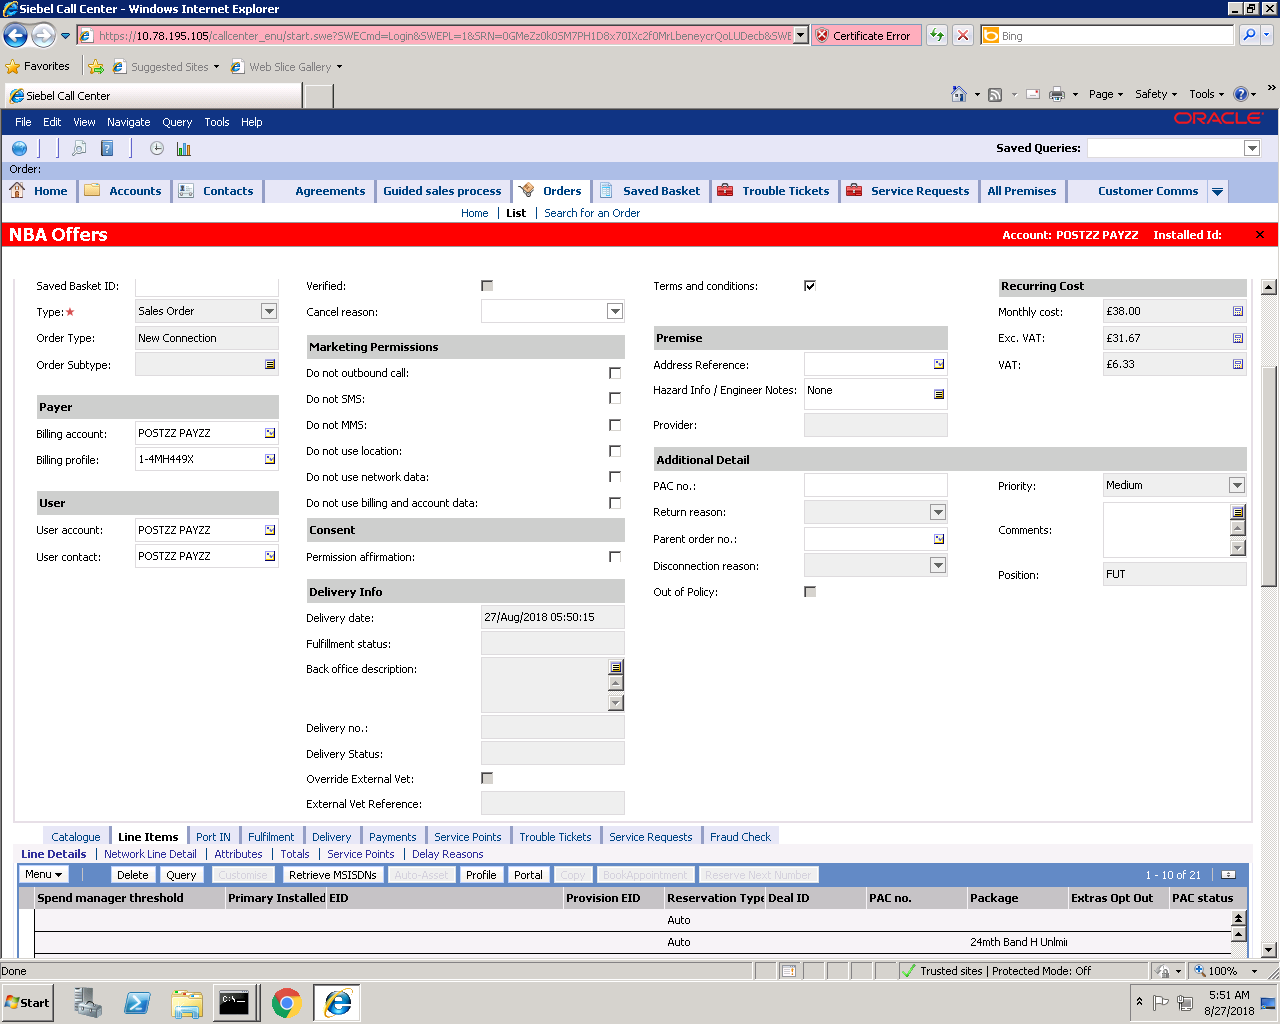 Siebel Call Center - Windows Internet Explorer
https://10.78.195.105/callcenter_enu/start.swe?SWECmd=Login&SWEPL=1&SRN= Certificate Error Bing
Favorites Suggested Sites Web Slice Gallery
Siebel Call Center Page Safety Tools
File Edit View Navigate Query Tools Help ORACLE
Saved Queries:
Order:
Home Accounts Contacts Agreements Guided sales process Orders Saved Basket Trouble Tickets Service Requests All Premises Customer Comms
Home List Search for an Order
NBA Offers Account: POSTZZ PAYZZ Installed Id:
Saved Basket ID: Verified: Terms and conditions: Recurring Cost
Type: Sales Order Cancel reason: Monthly cost: £38.00
Order Type: New Connection Premise Exc. VAT: £31.67
Marketing Permissions
Order Subtype: Do not outbound call: Address Reference: VAT: £6.33
Do not SMS: Hazard Info / Engineer Notes: None
Payer
Billing account: POSTZZ PAYZZ Do not MMS: Provider:
Billing profile: 1-4MH449X Do not use location: Additional Detail
Do not use network data: PAC no.: Priority: Medium
User Do not use billing and account data: Return reason:
User account: POSTZZ PAYZZ Consent Parent order no.: Comments:
User contact: POSTZZ PAYZZ Permission affirmation: Disconnection reason: Position: FUT
Delivery Info Out of Policy:
Delivery date: 27/Aug/2018 05:50:15
Fulfillment status:
Back office description:
Delivery no.:
Delivery Status:
Override External Vet:
External Vet Reference:
Catalogue Line Items Port IN Fulfilment Delivery Payments Service Points Trouble Tickets Service Requests Fraud Check
Line Details Network Line Detail Attributes Totals Service Points Delay Reasons
Menu Delete Query Customise Retrieve MSISDNs Auto-Asset Profile Portal Copy BookAppointment Reserve Next Number 1 - 10 of 21
Spend manager threshold Primary Installed EID Provision EID Reservation Type Deal ID PAC no. Package Extras Opt Out PAC status
Auto
Auto 24mth Band H Unlmi
Done Trusted sites | Protected Mode: Off 100%
Start 5:51 AM
8/27/2018